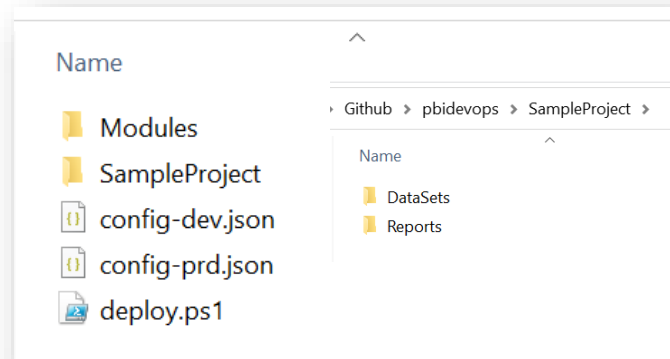 Name
Modules
SampleProject
config-dev.json
config-prd.json
deploy.ps1
Github > pbidevops > SampleProject >
Name
DataSets
Reports